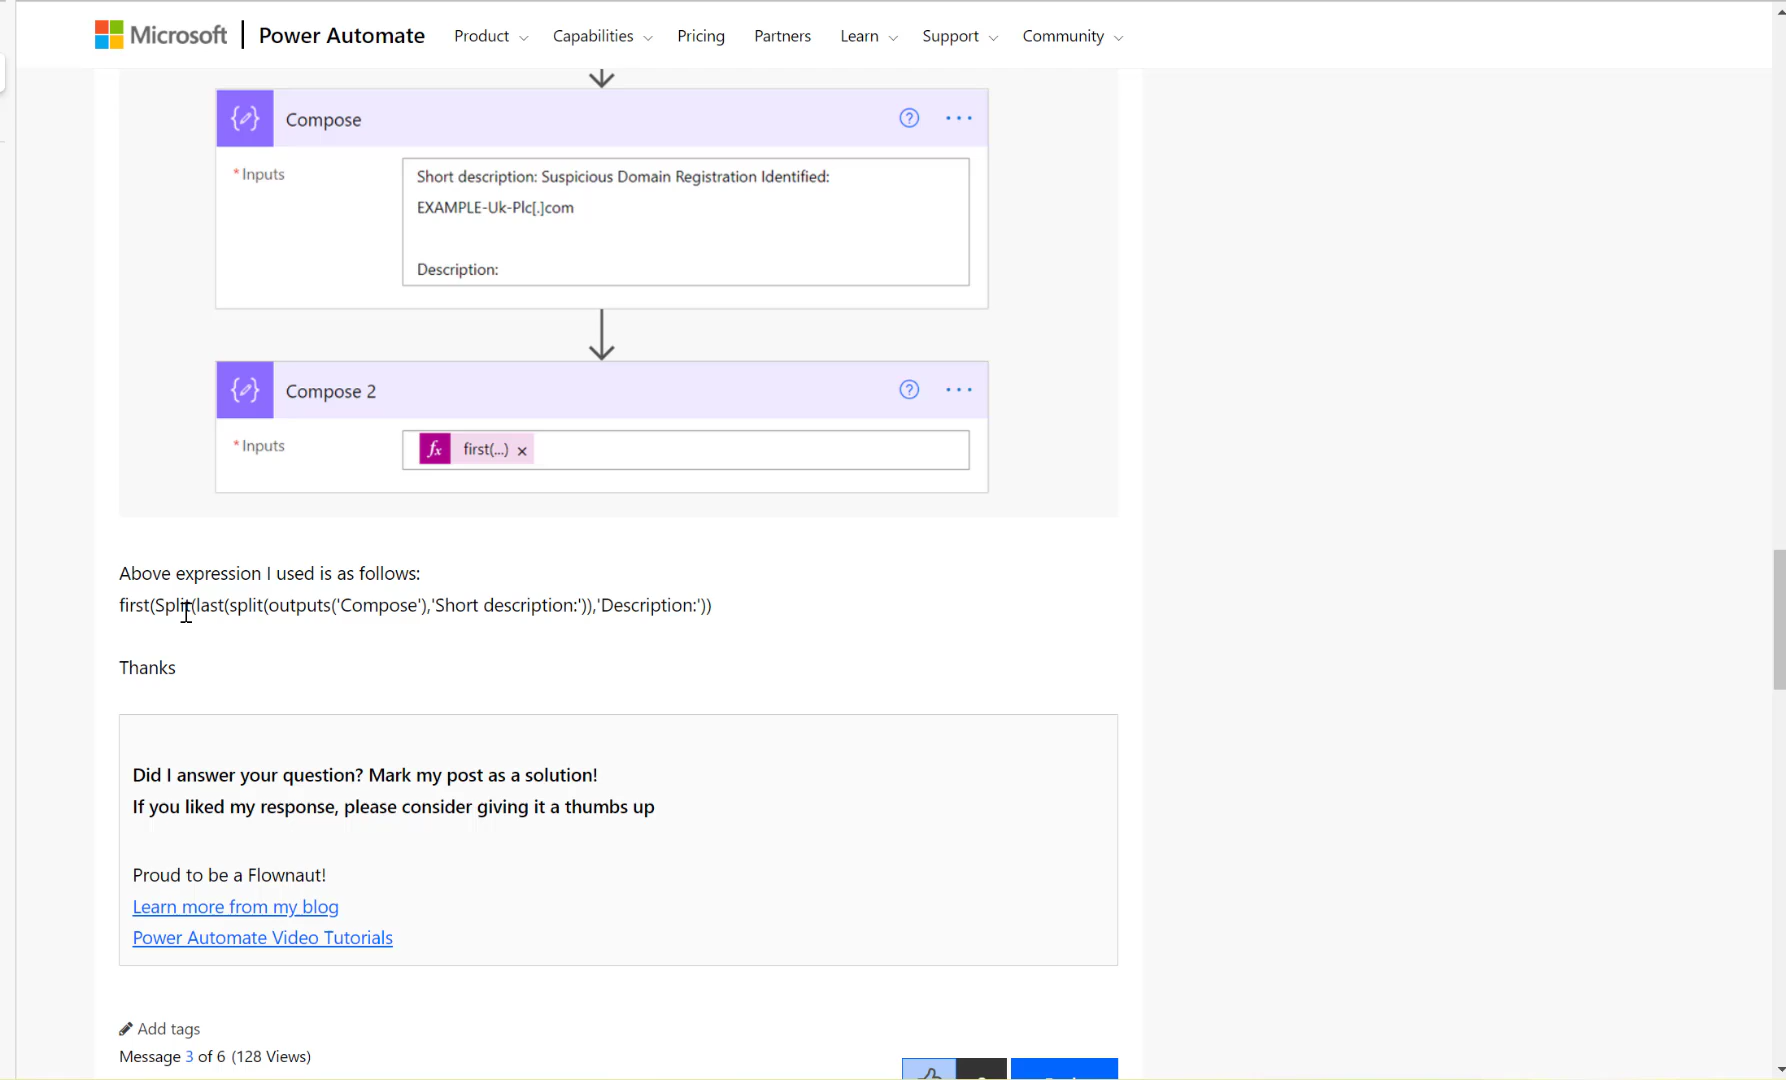 Microsoft Power Automate Product Capabilities Pricing Partners Learn Support Community
Compose
*Inputs
Short description: Suspicious Domain Registration Identified:
EXAMPLE-Uk-Plc[.]com
Description:
Compose 2
*Inputs
fx first(...) ×
Above expression I used is as follows:
first(Split(last(split(outputs('Compose'),'Short description:')),'Description:'))
Thanks
Did I answer your question? Mark my post as a solution!
If you liked my response, please consider giving it a thumbs up
Proud to be a Flownaut!
Learn more from my blog
Power Automate Video Tutorials
Add tags
Message 3 of 6 (128 Views)